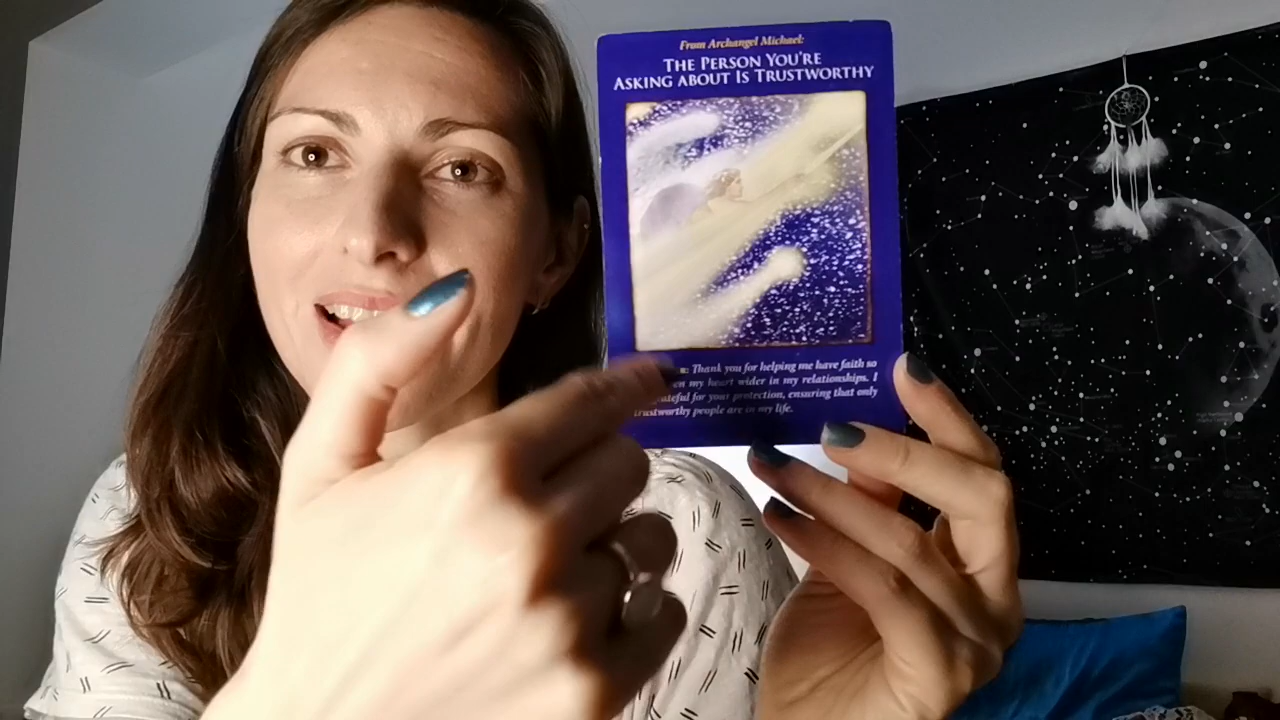 From Archangel Michael:
THE PERSON YOU'RE
ASKING ABOUT IS TRUSTWORTHY
Thank you for helping me have faith so
my heart wider in my relationships. I
for your protection, ensuring that only
trustworthy people are in my life.